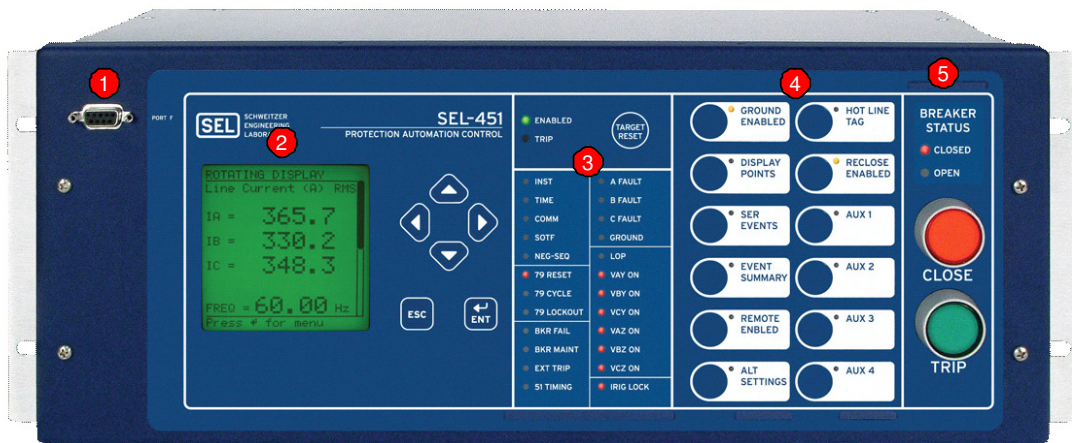 1
PORT F
SEL
SCHWEITZER
ENGINEERING
2
SEL-451
PROTECTION AUTOMATION CONTROL
ROTATING DISPLAY
Line Current (A) RMS
IA = 365.7
IB = 330.2
IC = 348.3
FREQ = 60.00 Hz
Press for menu
ESC
ENT
ENABLED
TRIP
TARGET
RESET
3
INST
TIME
COMM
SOTF
NEG-SEQ
79 RESET
79 CYCLE
79 LOCKOUT
BKR FAIL
BKR MAINT
EXT TRIP
51 TIMING
A FAULT
B FAULT
C FAULT
GROUND
LOP
VAY ON
VBY ON
VCY ON
VAZ ON
VBZ ON
VCZ ON
IRIG LOCK
4
GROUND
ENABLED
DISPLAY
POINTS
SER
EVENTS
EVENT
SUMMARY
REMOTE
ENBLED
ALT
SETTINGS
HOT LINE
TAG
RECLOSE
ENABLED
AUX 1
AUX 2
AUX 3
AUX 4
5
BREAKER
STATUS
CLOSED
OPEN
CLOSE
TRIP